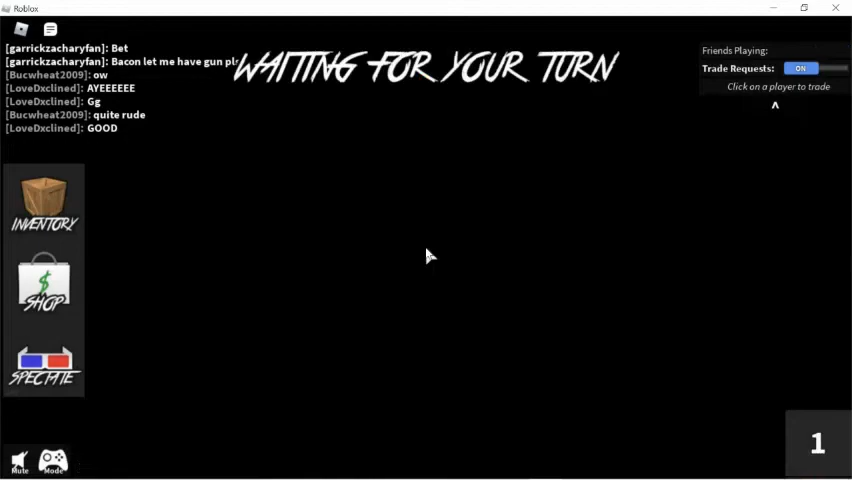 Roblox
[garrickzacharyfan]: Bet
[garrickzacharyfan]: Bacon let me have gun pl
[Bucwheat2009]: ow
[LoveDxclined]: AYEEEEEE
[LoveDxclined]: Gg
[Bucwheat2009]: quite rude
[LoveDxclined]: GOOD
WAITING FOR YOUR TURN
Friends Playing:
Trade Requests: ON
Click on a player to trade
INVENTORY
$
SHOP
SPECTATE
Mute
Mode
1